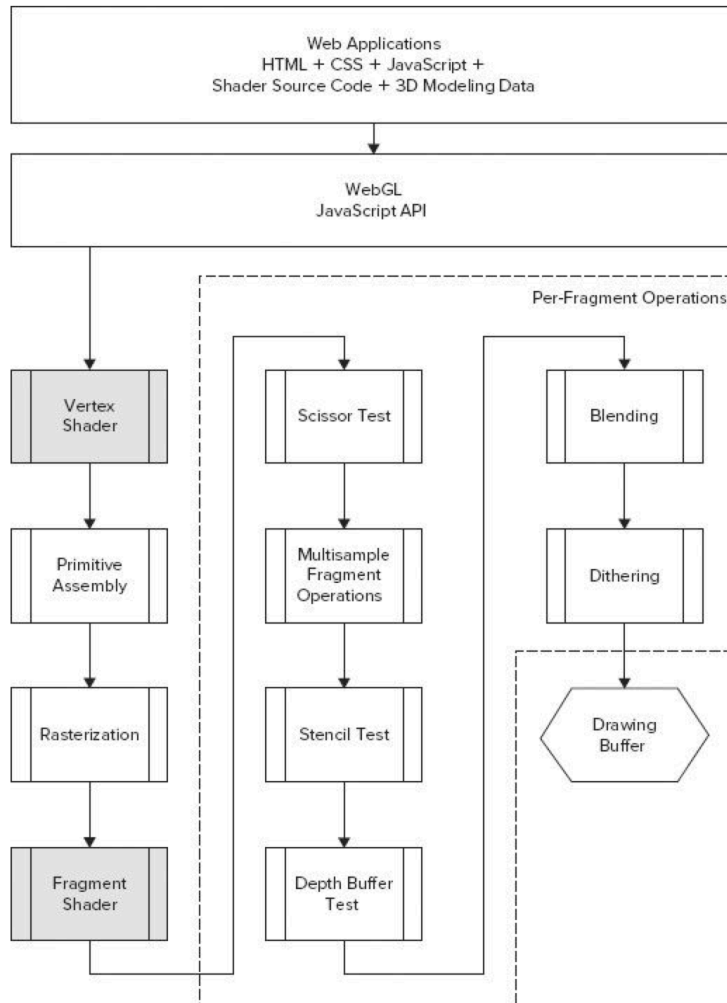 Web Applications
HTML + CSS + JavaScript +
Shader Source Code + 3D Modeling Data
WebGL
JavaScript API
Per-Fragment Operations
Vertex
Shader
Primitive
Assembly
Rasterization
Fragment
Shader
Scissor Test
Multisample
Fragment
Operations
Stencil Test
Depth Buffer
Test
Blending
Dithering
Drawing
Buffer